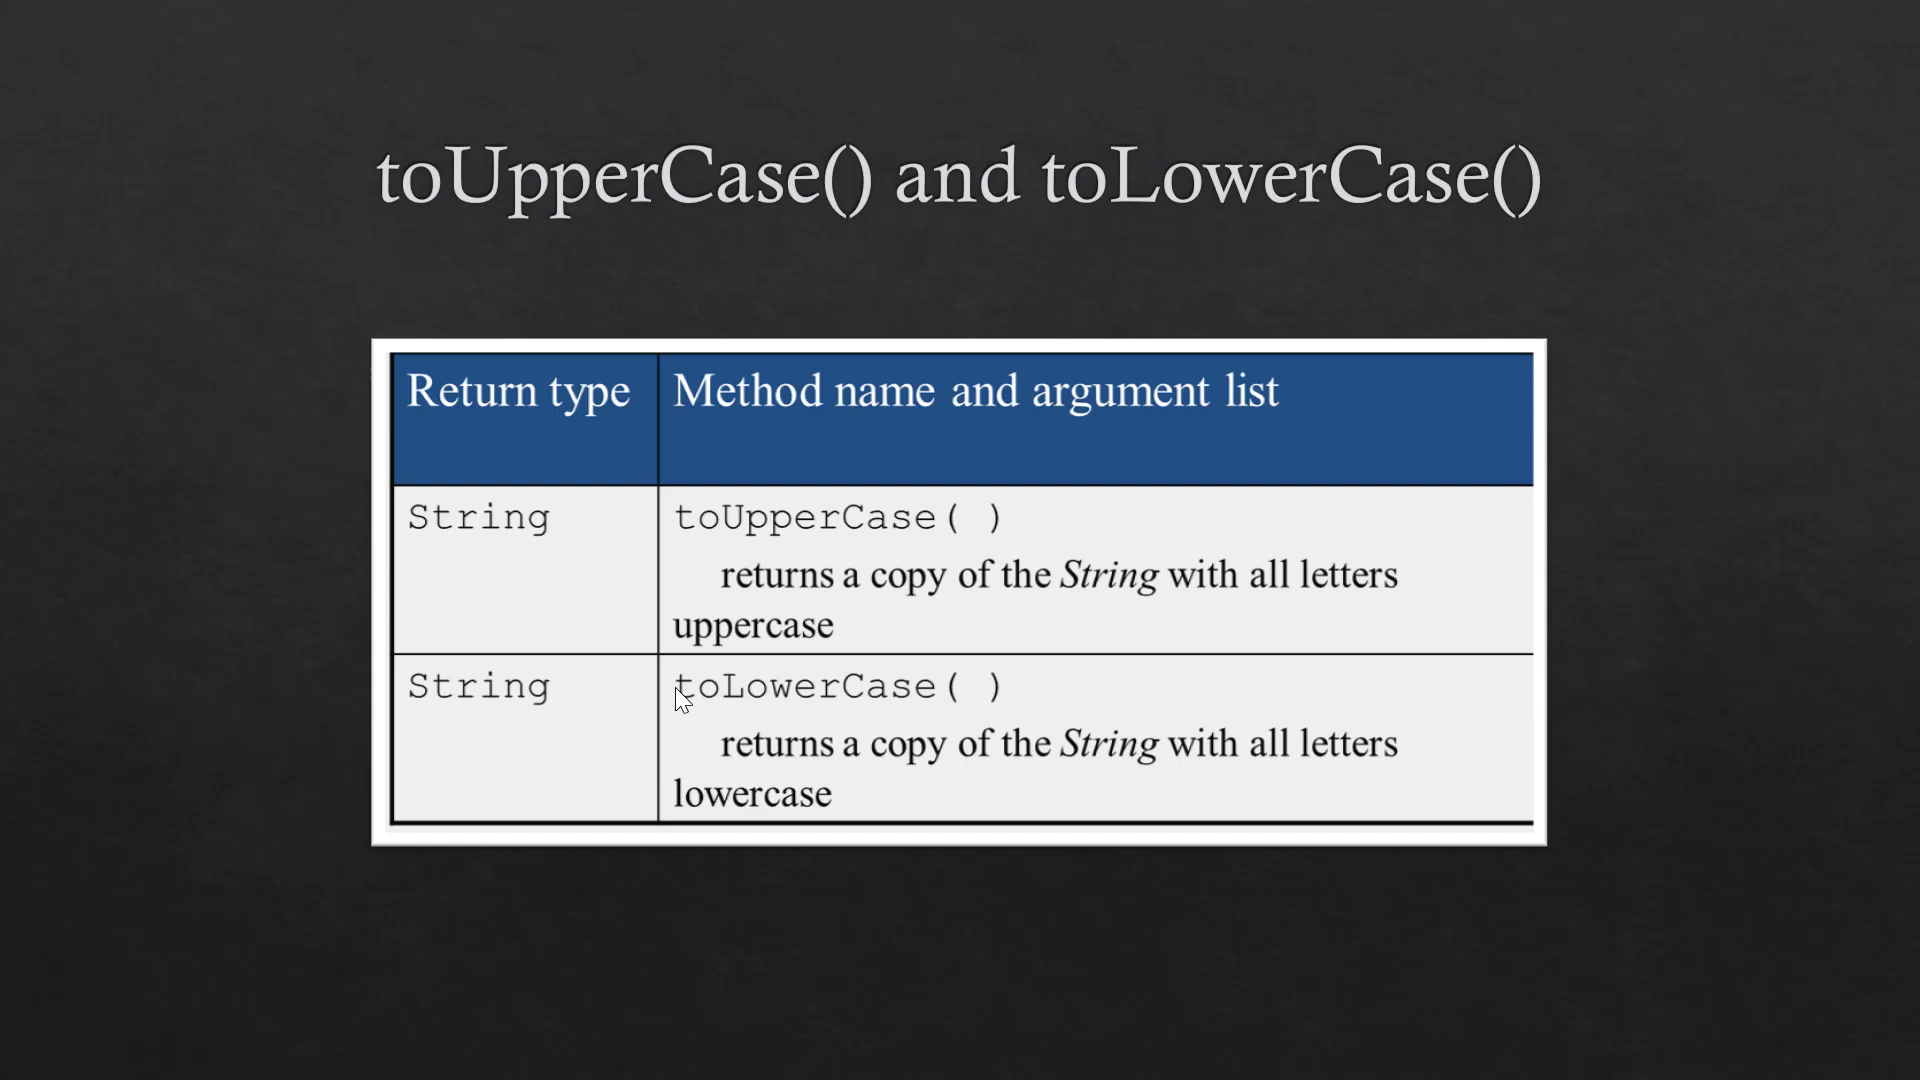 toUpperCase() and toLowerCase()
Return type
Method name and argument list
String
toUpperCase( )
returns a copy of the String with all letters
uppercase
String
toLowerCase( )
returns a copy of the String with all letters
lowercase